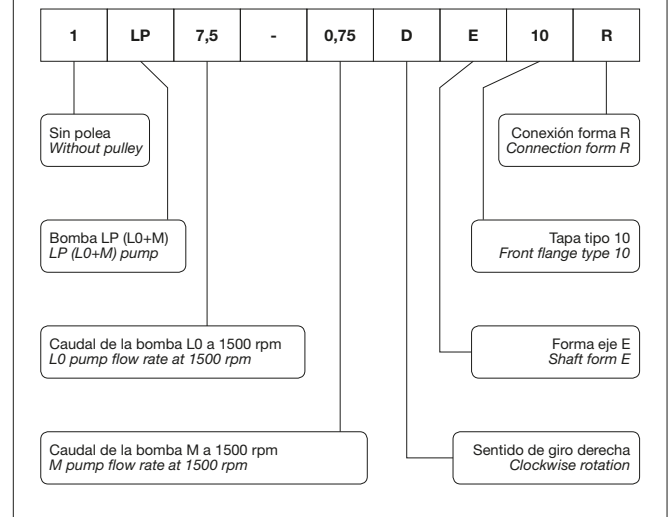 1 LP 7,5 - 0,75 D E 10 R
Sin polea
Without pulley
Conexión forma R
Connection form R
Bomba LP (L0+M)
LP (L0+M) pump
Tapa tipo 10
Front flange type 10
Caudal de la bomba L0 a 1500 rpm
L0 pump flow rate at 1500 rpm
Forma eje E
Shaft form E
Caudal de la bomba M a 1500 rpm
M pump flow rate at 1500 rpm
Sentido de giro derecha
Clockwise rotation